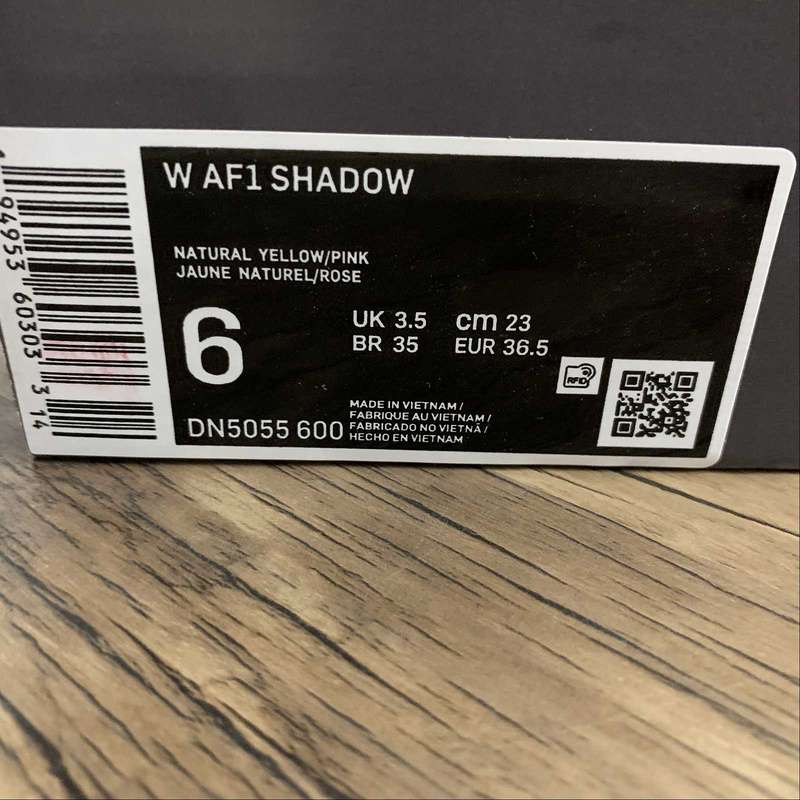 W AF1 SHADOW
NATURAL YELLOW/PINK
JAUNE NATUREL/ROSE
6
UK 3.5 cm 23
BR 35 EUR 36.5
RFID
DN5055 600
MADE IN VIETNAM /
FABRIQUE AU VIETNAM /
FABRICADO NO VIETNÃ /
HECHO EN VIETNAM
1 94953 60303 3 14